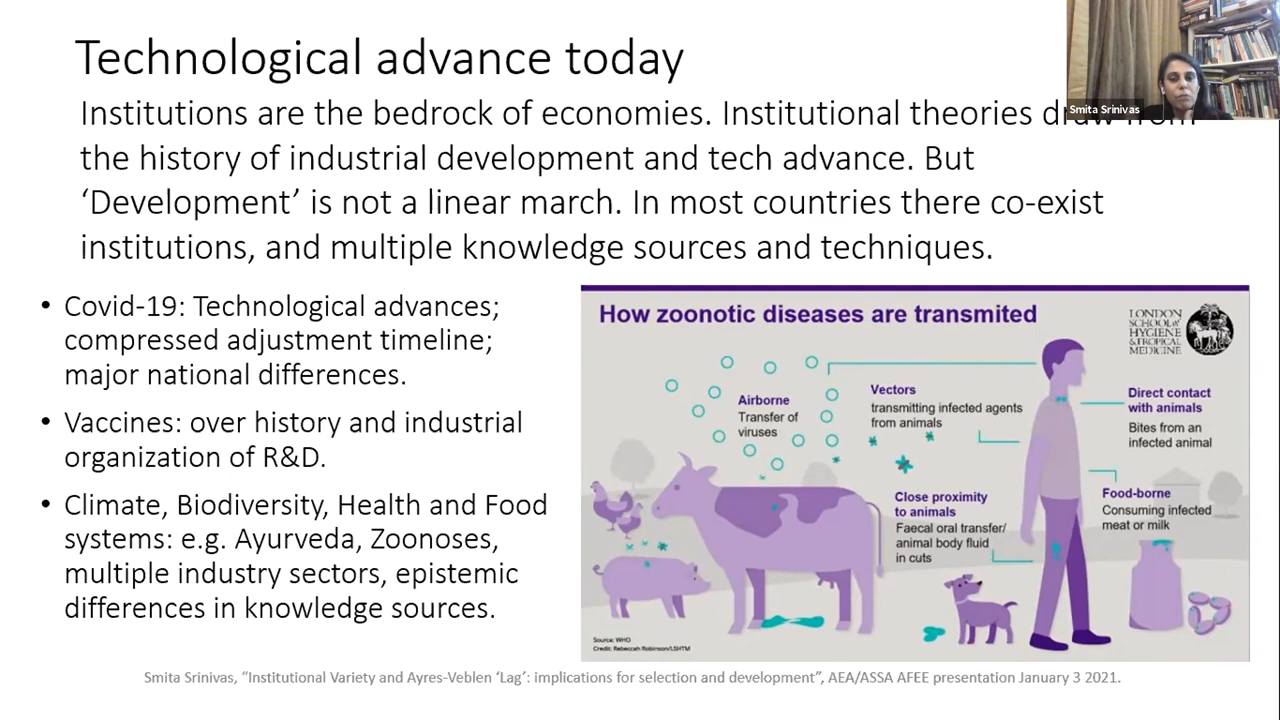 Technological advance today
Smita Srinivas
Institutions are the bedrock of economies. Institutional theories draw from
the history of industrial development and tech advance. But
‘Development’ is not a linear march. In most countries there co-exist
institutions, and multiple knowledge sources and techniques.
• Covid-19: Technological advances;
compressed adjustment timeline;
major national differences.
• Vaccines: over history and industrial
organization of R&D.
• Climate, Biodiversity, Health and Food
systems: e.g. Ayurveda, Zoonoses,
multiple industry sectors, epistemic
differences in knowledge sources.
How zoonotic diseases are transmited
LONDON
SCHOOL of
HYGIENE
& TROPICAL
MEDICINE
Airborne
Transfer of
viruses
Vectors
transmitting infected agents
from animals
Direct contact
with animals
Bites from an
infected animal
Close proximity
to animals
Faecal oral transfer/
animal body fluid
in cuts
Food-borne
Consuming infected
meat or milk
Source: WHO
Credit: Rebeccah Robinson/LSHTM
Smita Srinivas, “Institutional Variety and Ayres-Veblen ‘Lag’: implications for selection and development”, AEA/ASSA AFEE presentation January 3 2021.